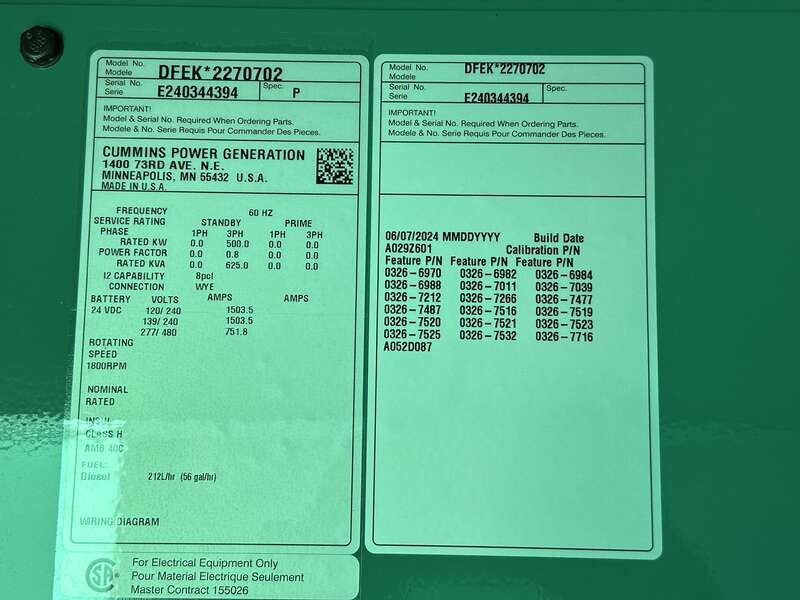 Model No.
Modele DFEK*2270702
Serial No.
Serie E240344394 Spec. P
IMPORTANT!
Model & Serial No. Required When Ordering Parts.
Modele & No. Serie Requis Pour Commander Des Pieces.
CUMMINS POWER GENERATION
1400 73RD AVE. N.E.
MINNEAPOLIS, MN 55432 U.S.A.
MADE IN U.S.A.
FREQUENCY 60 HZ
SERVICE RATING STANDBY PRIME
PHASE 1PH 3PH 1PH 3PH
RATED KW 0.0 500.0 0.0 0.0
POWER FACTOR 0.0 0.8 0.0 0.0
RATED KVA 0.0 625.0 0.0 0.0
I2 CAPABILITY 8pct
CONNECTION WYE
BATTERY VOLTS AMPS AMPS
24 VDC 120/ 240 1503.5
139/ 240 1503.5
277/ 480 751.8
ROTATING
SPEED
1800RPM
NOMINAL
RATED
INSUL
CLASS H
AMB 40C
FUEL:
Diesel 212L/hr (56 gal/hr)
WIRING DIAGRAM
For Electrical Equipment Only
Pour Material Electrique Seulement
Master Contract 155026
Model No.
Modele DFEK*2270702
Serial No.
Serie E240344394 Spec.
IMPORTANT!
Model & Serial No. Required When Ordering Parts.
Modele & No. Serie Requis Pour Commander Des Pieces.
06/07/2024 MMDDYYYY Build Date
A029Z601 Calibration P/N
Feature P/N Feature P/N Feature P/N
0326-6970 0326-6982 0326-6984
0326-6988 0326-7011 0326-7039
0326-7212 0326-7266 0326-7477
0326-7487 0326-7516 0326-7519
0326-7520 0326-7521 0326-7523
0326-7525 0326-7532 0326-7716
A052D087